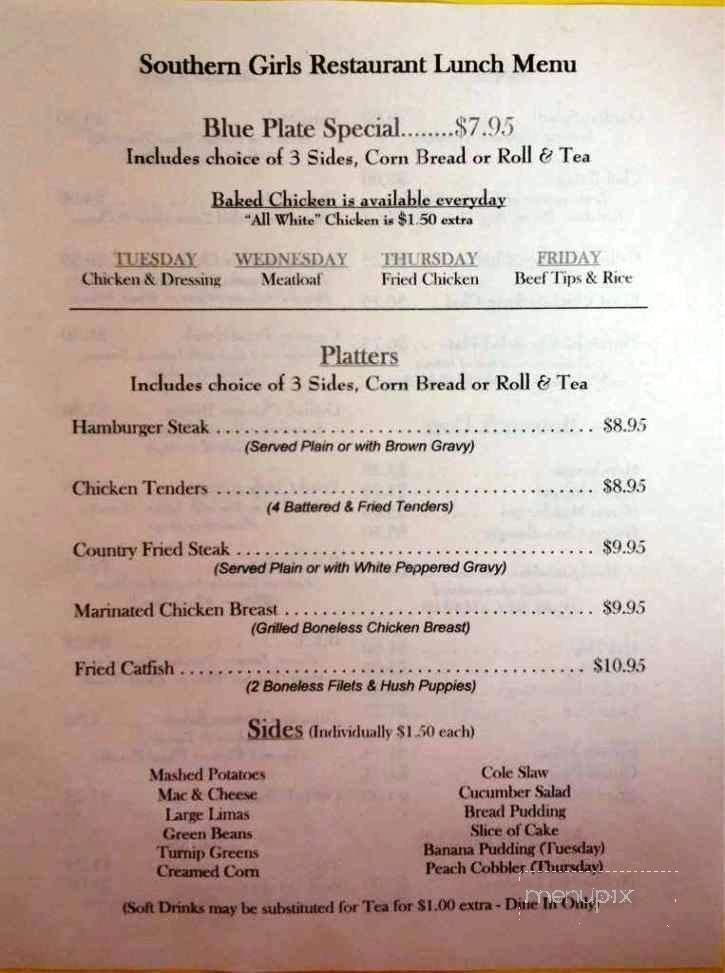 Southern Girls Restaurant Lunch Menu
Blue Plate Special........$7.95
Includes choice of 3 Sides, Corn Bread or Roll & Tea
Baked Chicken is available everyday
"All White" Chicken is $1.50 extra
TUESDAY WEDNESDAY THURSDAY FRIDAY
Chicken & Dressing Meatloaf Fried Chicken Beef Tips & Rice
Platters
Includes choice of 3 Sides, Corn Bread or Roll & Tea
Hamburger Steak ........................................ $8.95
(Served Plain or with Brown Gravy)
Chicken Tenders ........................................ $8.95
(4 Battered & Fried Tenders)
Country Fried Steak ..................................... $9.95
(Served Plain or with White Peppered Gravy)
Marinated Chicken Breast ................................ $9.95
(Grilled Boneless Chicken Breast)
Fried Catfish .......................................... $10.95
(2 Boneless Filets & Hush Puppies)
Sides (Individually $1.50 each)
Mashed Potatoes Cole Slaw
Mac & Cheese Cucumber Salad
Large Limas Bread Pudding
Green Beans Slice of Cake
Turnip Greens Banana Pudding (Tuesday)
Creamed Corn Peach Cobbler (Thursday)
(Soft Drinks may be substituted for Tea for $1.00 extra - Dine In Only)
menupix